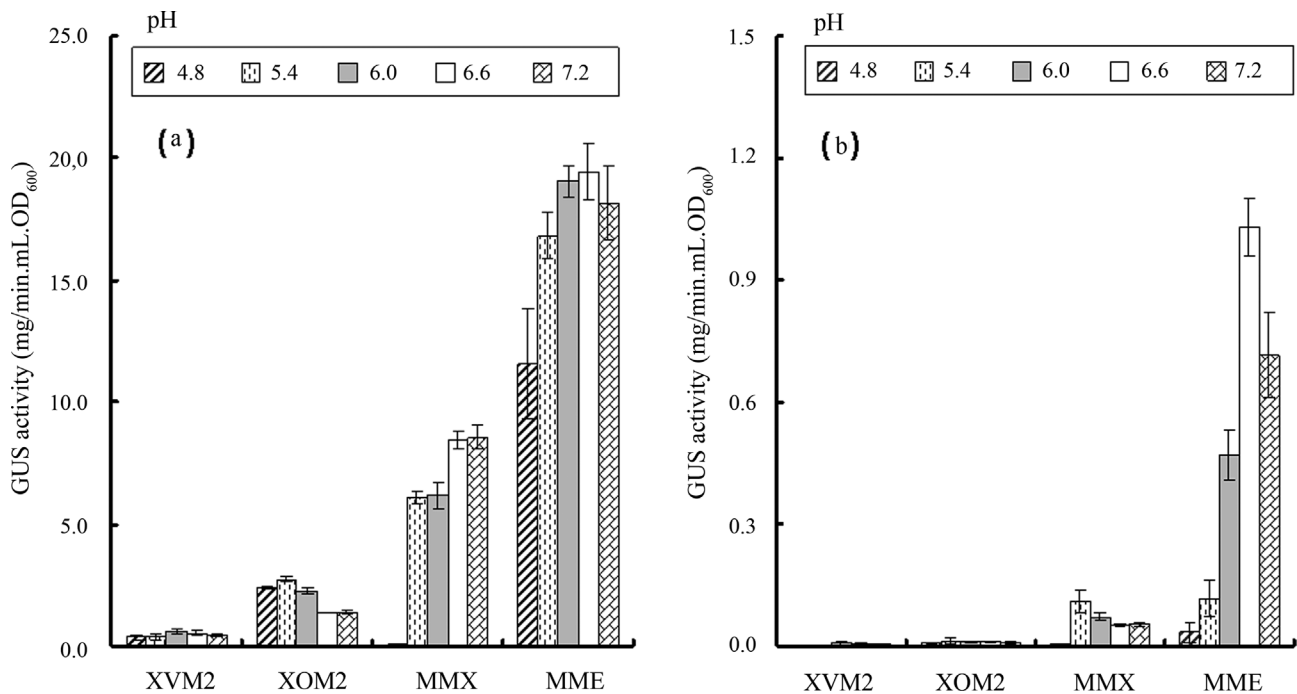 pH
4.8 5.4 6.0 6.6 7.2
(a)
GUS activity (mg/min.mL.OD600)
25.0
20,0
15.0
10.0
5.0
0.0
XVM2 XOM2 MMX MME
pH
4.8 5.4 6.0 6.6 7.2
(b)
GUS activity (mg/min.mL.OD600)
1.5
1.2
0.9
0.6
0.3
0.0
XVM2 XOM2 MMX MME